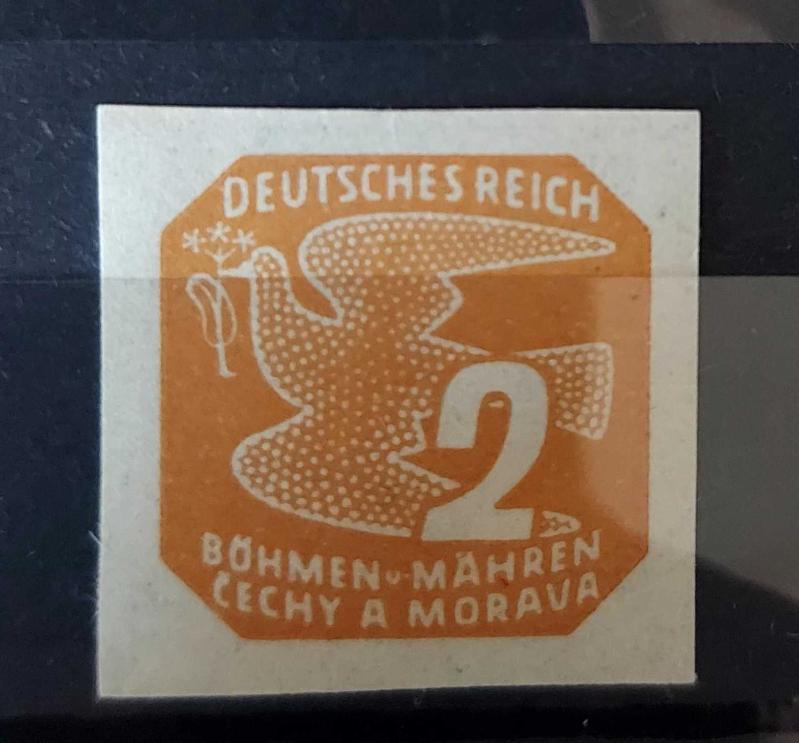 DEUTSCHES REICH
2
BÖHMEN u. MÄHREN
ČECHY A MORAVA